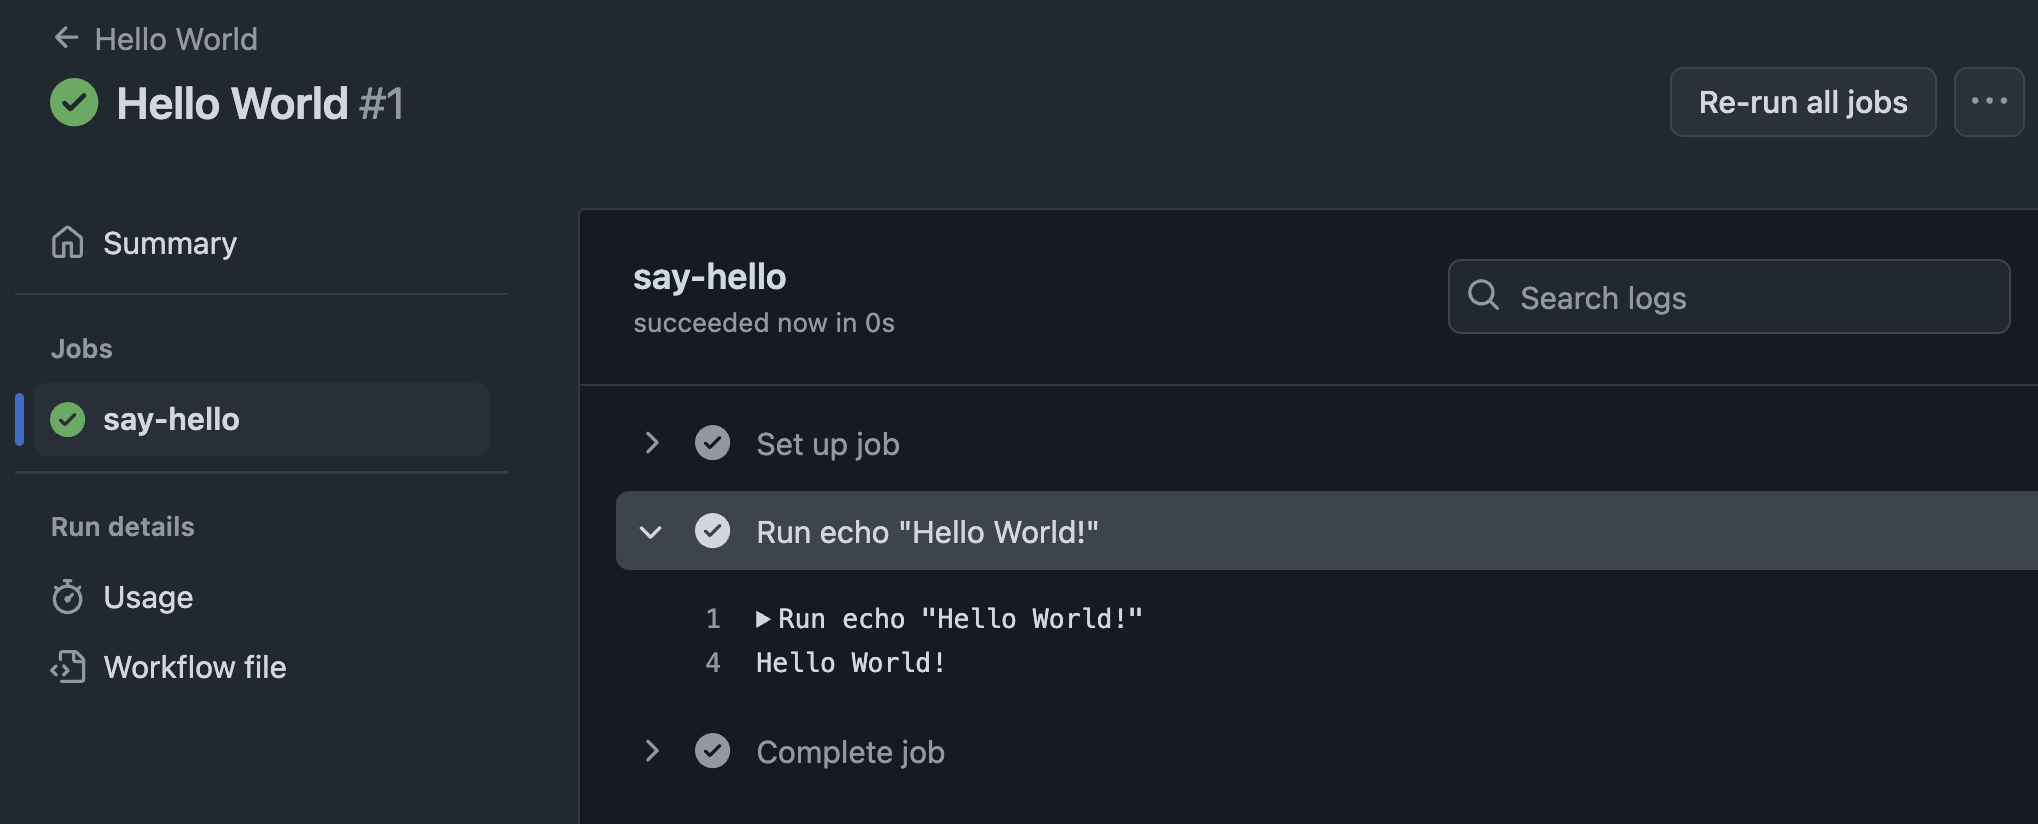 Hello World
Hello World #1
Re-run all jobs
Summary
Jobs
say-hello
Run details
Usage
Workflow file
say-hello
succeeded now in 0s
Search logs
Set up job
Run echo "Hello World!"
1 Run echo "Hello World!"
4 Hello World!
Complete job